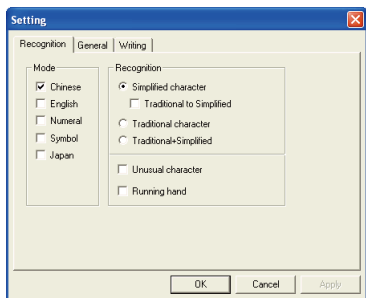 Setting
Recognition General Writing
Mode
Chinese
English
Numeral
Symbol
Japan
Recognition
Simplified character
Traditional to Simplified
Traditional character
Traditional+Simplified
Unusual character
Running hand
OK Cancel Apply